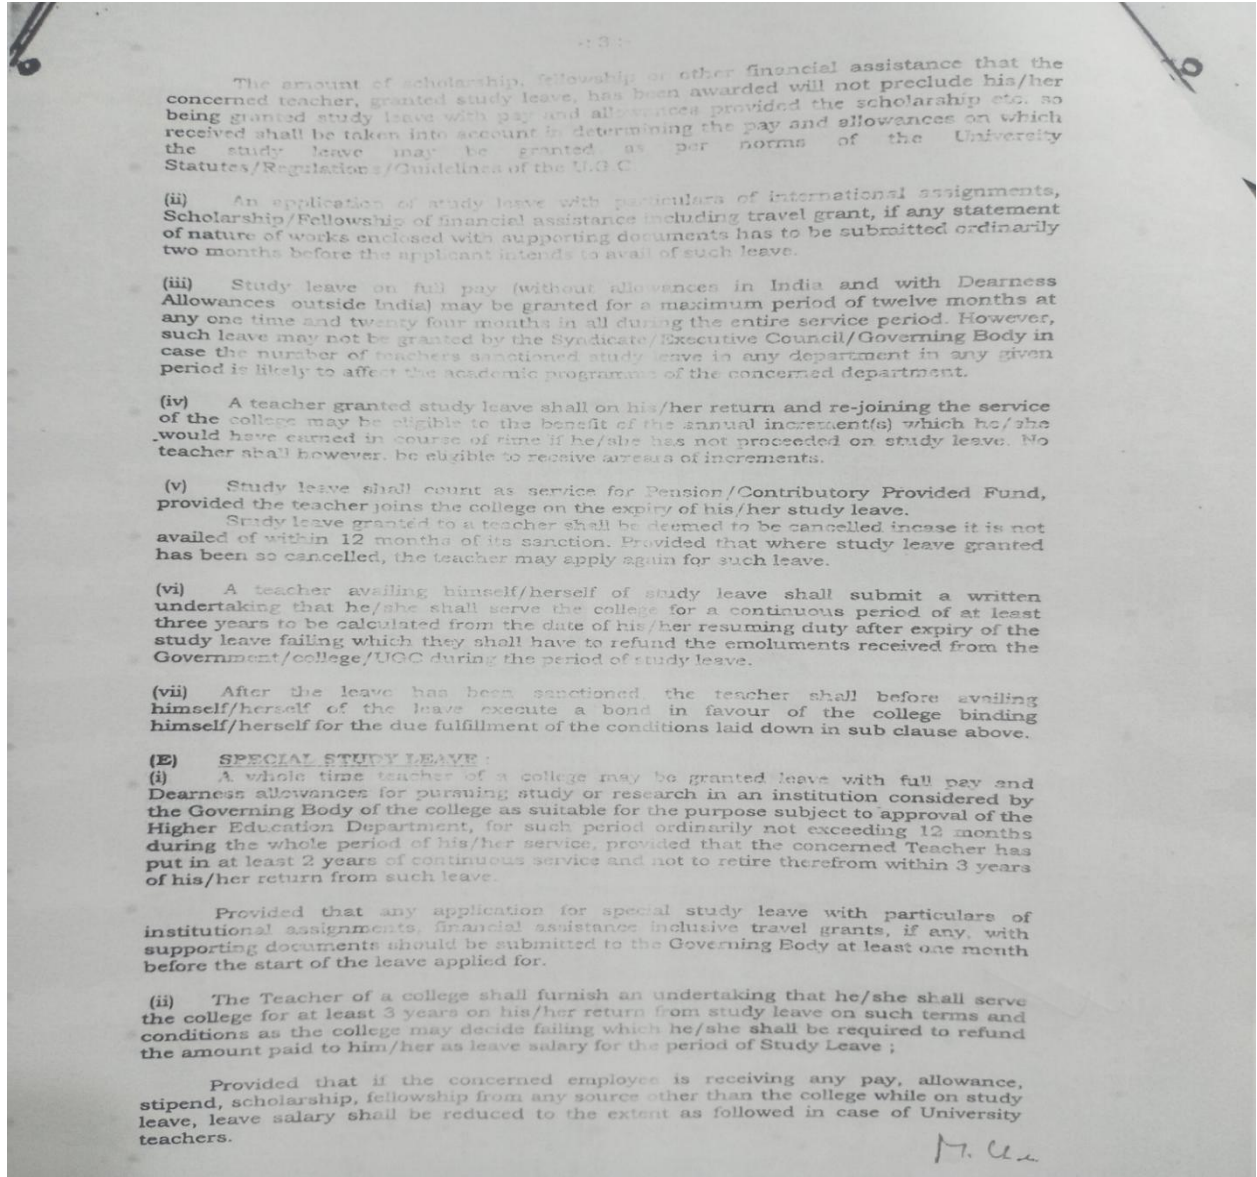 -: 3 :-
The amount of scholarship, fellowship or other financial assistance that the
concerned teacher, granted study leave, has been awarded will not preclude his/her
being granted study leave with pay and allowances provided the scholarship etc. so
received shall be taken into account in determining the pay and allowances on which
the study leave may be granted as per norms of the University
Statutes/Regulations/Guidelines of the U.G.C.
(ii) An application of study leave with particulars of international assignments,
Scholarship/Fellowship of financial assistance including travel grant, if any statement
of nature of works enclosed with supporting documents has to be submitted ordinarily
two months before the applicant intends to avail of such leave.
(iii) Study leave on full pay (without allowances in India and with Dearness
Allowances outside India) may be granted for a maximum period of twelve months at
any one time and twenty four months in all during the entire service period. However,
such leave may not be granted by the Syndicate/Executive Council/Governing Body in
case the number of teachers sanctioned study leave in any department in any given
period is likely to affect the academic programme of the concerned department.
(iv) A teacher granted study leave shall on his/her return and re-joining the service
of the college may be eligible to the benefit of the annual increment(s) which he/she
would have earned in course of time if he/she has not proceeded on study leave. No
teacher shall however, be eligible to receive arrears of increments.
(v) Study leave shall count as service for Pension/Contributory Provided Fund,
provided the teacher joins the college on the expiry of his/her study leave.
Study leave granted to a teacher shall be deemed to be cancelled incase it is not
availed of within 12 months of its sanction. Provided that where study leave granted
has been so cancelled, the teacher may apply again for such leave.
(vi) A teacher availing himself/herself of study leave shall submit a written
undertaking that he/she shall serve the college for a continuous period of at least
three years to be calculated from the date of his/her resuming duty after expiry of the
study leave failing which they shall have to refund the emoluments received from the
Government/college/UGC during the period of study leave.
(vii) After the leave has been sanctioned, the teacher shall before availing
himself/herself of the leave execute a bond in favour of the college binding
himself/herself for the due fulfillment of the conditions laid down in sub clause above.
(E) SPECIAL STUDY LEAVE :
(i) A whole time teacher of a college may be granted leave with full pay and
Dearness allowances for pursuing study or research in an institution considered by
the Governing Body of the college as suitable for the purpose subject to approval of the
Higher Education Department, for such period ordinarily not exceeding 12 months
during the whole period of his/her service, provided that the concerned Teacher has
put in at least 2 years of continuous service and not to retire therefrom within 3 years
of his/her return from such leave.
Provided that any application for special study leave with particulars of
institutional assignments, financial assistance inclusive travel grants, if any, with
supporting documents should be submitted to the Governing Body at least one month
before the start of the leave applied for.
(ii) The Teacher of a college shall furnish an undertaking that he/she shall serve
the college for at least 3 years on his/her return from study leave on such terms and
conditions as the college may decide failing which he/she shall be required to refund
the amount paid to him/her as leave salary for the period of Study Leave ;
Provided that if the concerned employee is receiving any pay, allowance,
stipend, scholarship, fellowship from any source other than the college while on study
leave, leave salary shall be reduced to the extent as followed in case of University
teachers.